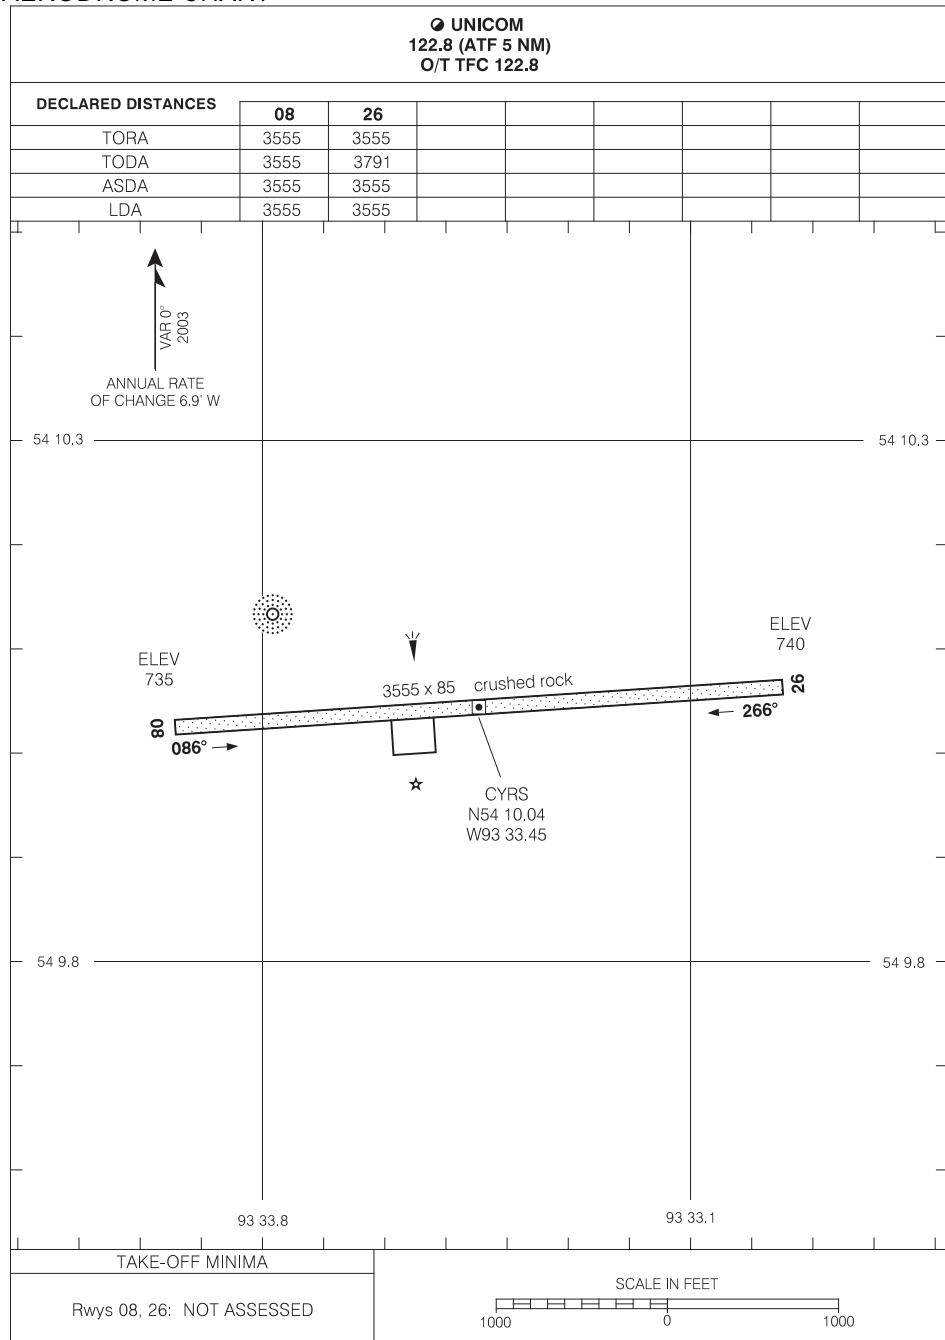 UNICOM
122.8 (ATF 5 NM)
O/T TFC 122.8
DECLARED DISTANCES 08 26
TORA 3555 3555
TODA 3555 3791
ASDA 3555 3555
LDA 3555 3555
VAR 0°
2003
ANNUAL RATE
OF CHANGE 6.9' W
54 10.3 54 10.3
ELEV
740
ELEV
735
3555 x 85 crushed rock
26
266°
08
086°
CYRS
N54 10.04
W93 33.45
54 9.8 54 9.8
93 33.8 93 33.1
TAKE-OFF MINIMA
Rwys 08, 26: NOT ASSESSED
SCALE IN FEET
1000 0 1000